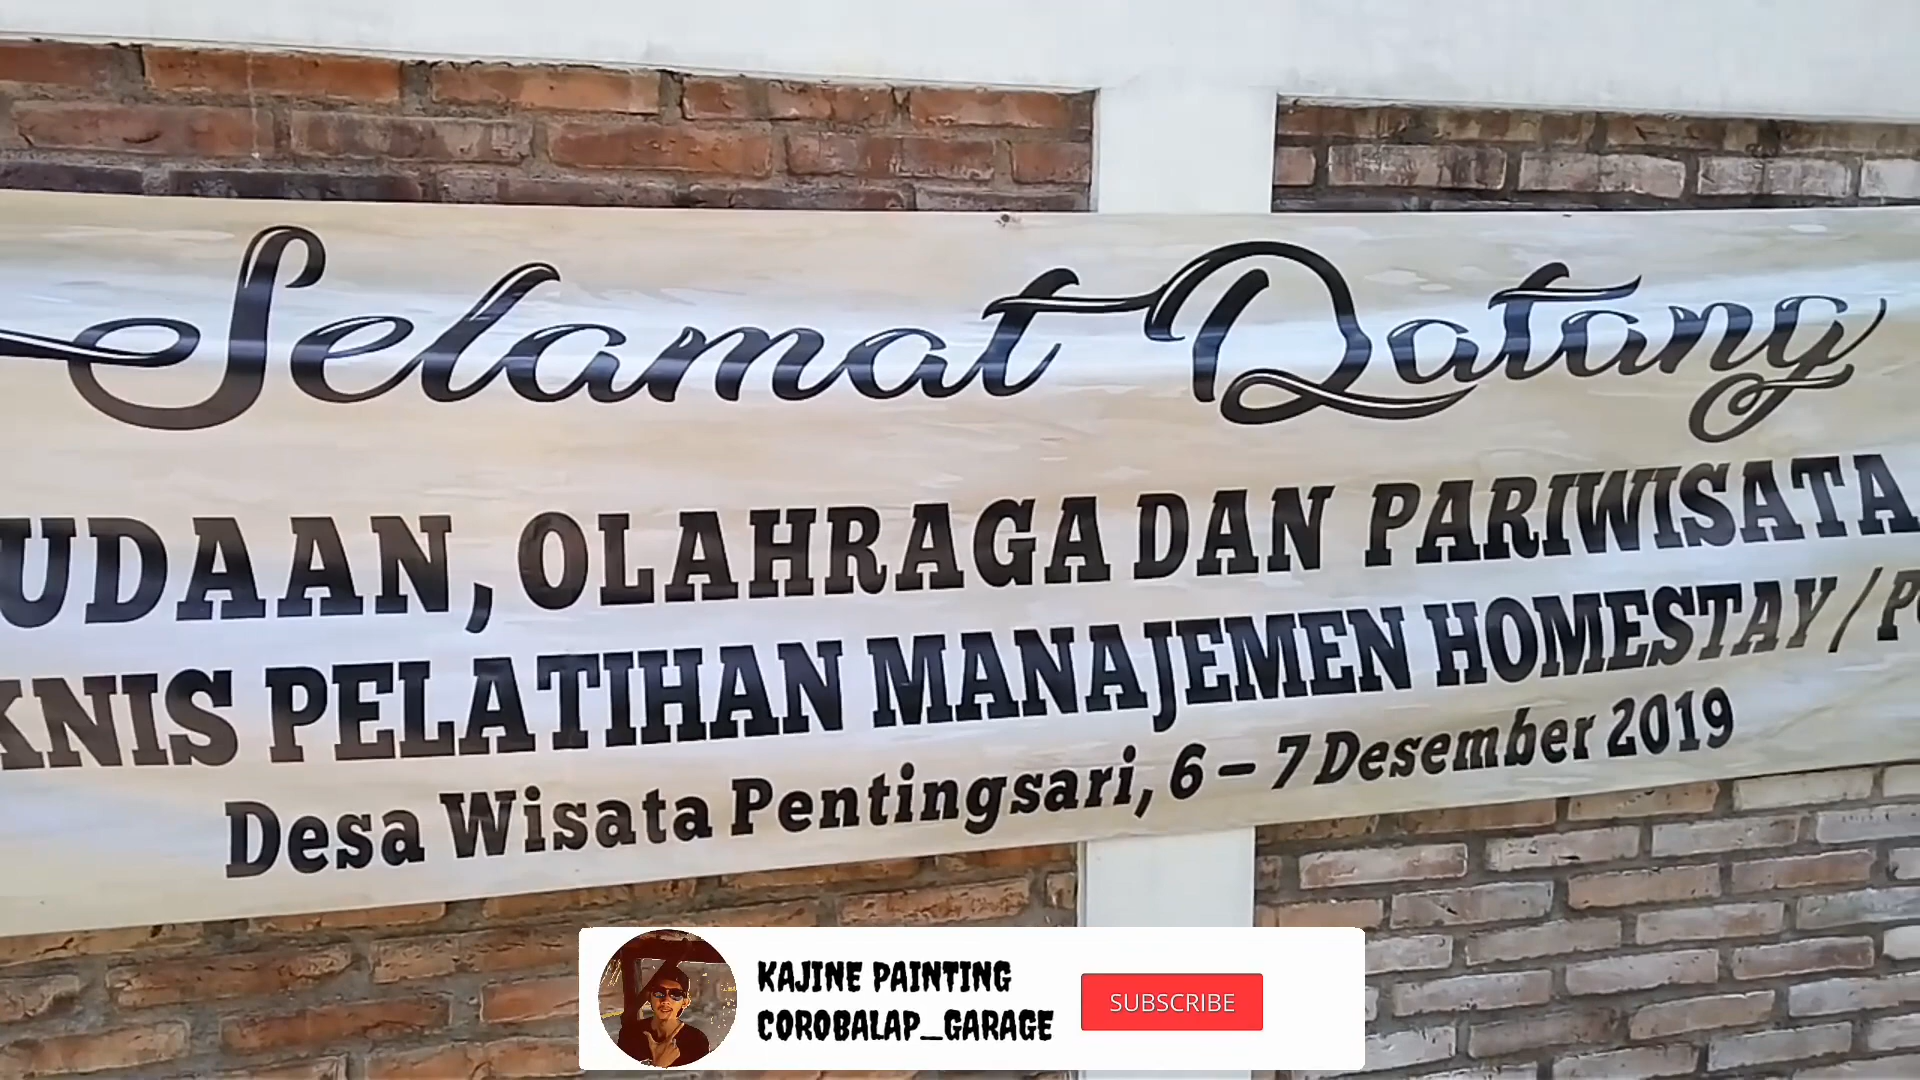 Selamat Datang
UDAAN, OLAHRAGA DAN PARIWISATA
KNIS PELATIHAN MANAJEMEN HOMESTAY / P
Desa Wisata Pentingsari, 6 – 7 Desember 2019
KAJINE PAINTING
COROBALAP_GARAGE
SUBSCRIBE